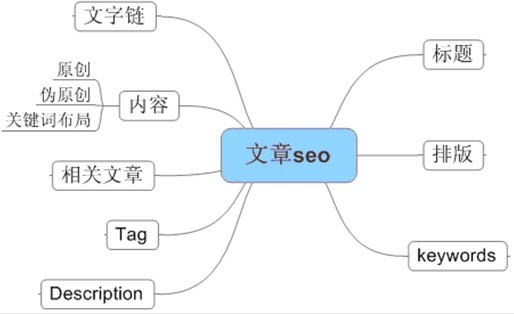 文字链
标题
原创
伪原创
关键词布局
内容
文章seo
排版
相关文章
Tag
keywords
Description